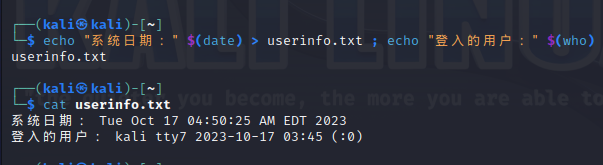 ┌──(kali㉿kali)-[~]
└─$ echo "系统日期：" $(date) > userinfo.txt ; echo "登入的用户：" $(who)
userinfo.txt
┌──(kali㉿kali)-[~]
└─$ cat userinfo.txt
系统日期： Tue Oct 17 04:50:25 AM EDT 2023
登入的用户： kali tty7 2023-10-17 03:45 (:0)
┌──(kali㉿kali)-[~]
you become, the more you are able to